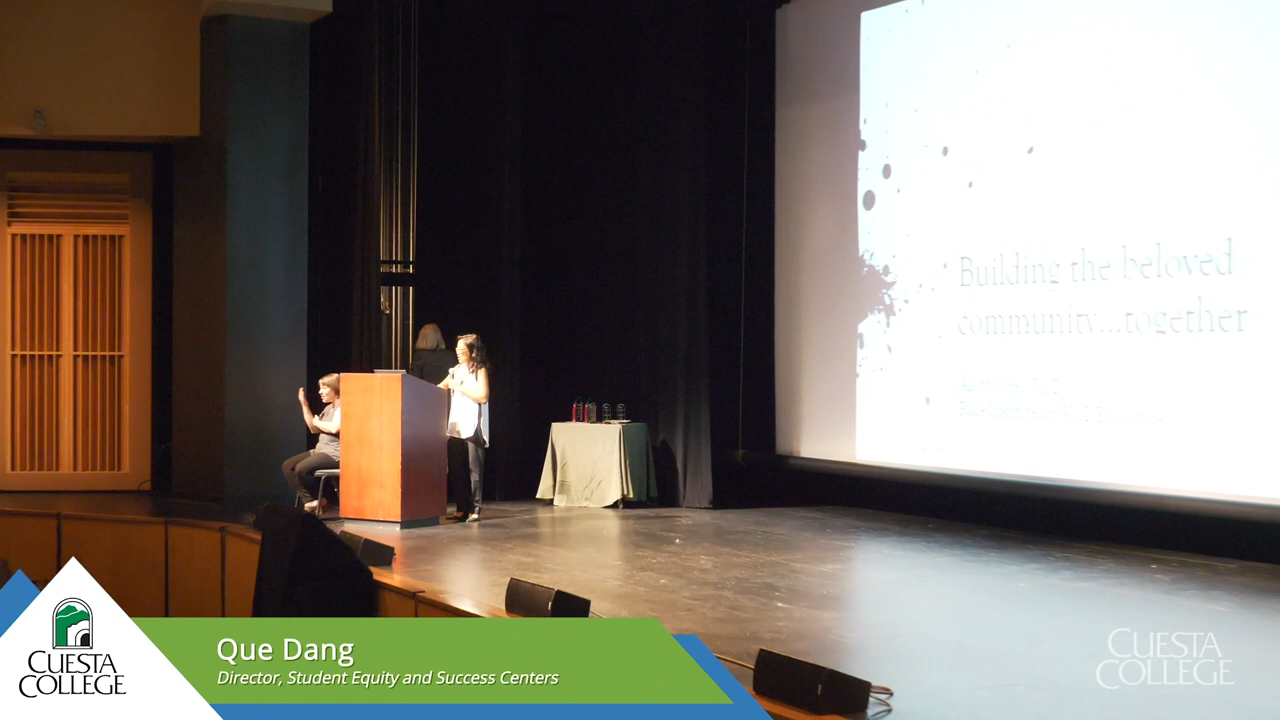 Building the beloved
community...together
Que Dang
Director, Student Equity and Success Centers
CUESTA
COLLEGE
CUESTA
COLLEGE